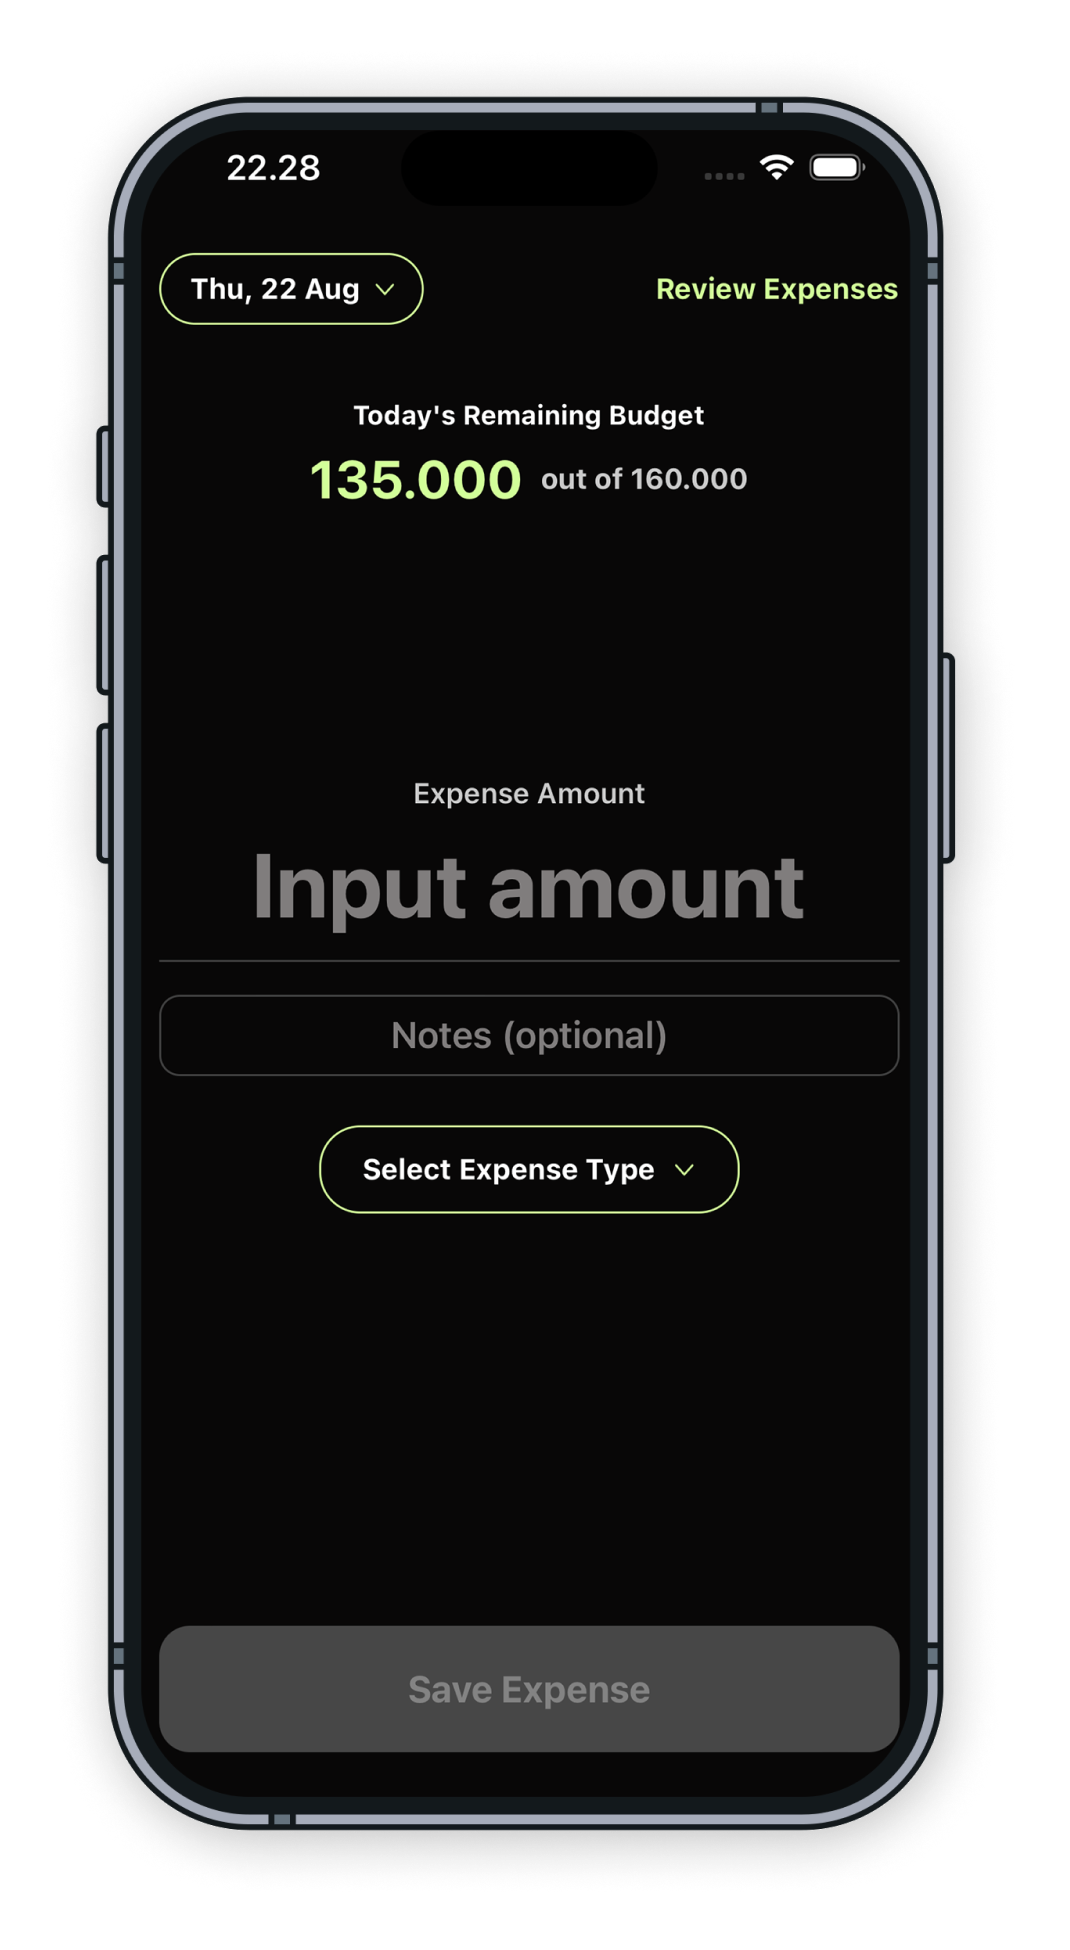 22.28
Thu, 22 Aug
Review Expenses
Today's Remaining Budget
135.000 out of 160.000
Expense Amount
Input amount
Notes (optional)
Select Expense Type
Save Expense